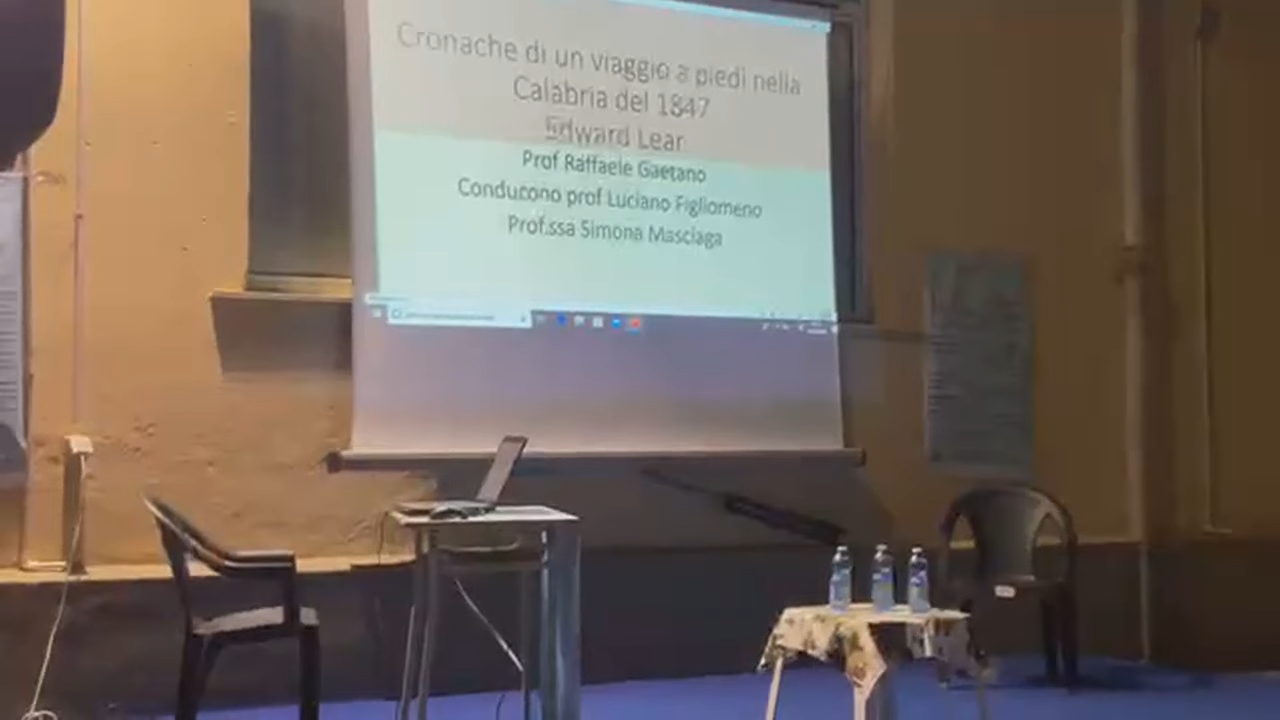 Cronache di un viaggio a piedi nella
Calabria del 1847
Edward Lear
Prof Raffaele Gaetano
Conducono prof Luciano Figliomeno
Prof.ssa Simona Masciaga